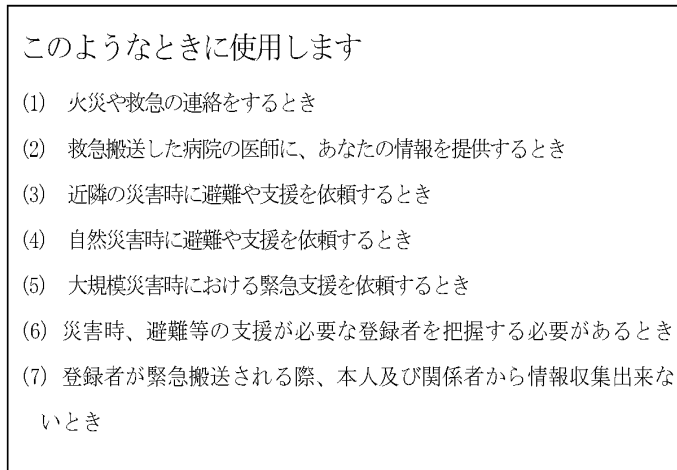 このようなときに使用します
(1) 火災や救急の連絡をするとき
(2) 救急搬送した病院の医師に、あなたの情報を提供するとき
(3) 近隣の災害時に避難や支援を依頼するとき
(4) 自然災害時に避難や支援を依頼するとき
(5) 大規模災害時における緊急支援を依頼するとき
(6) 災害時、避難等の支援が必要な登録者を把握する必要があるとき
(7) 登録者が緊急搬送される際、本人及び関係者から情報収集出来な
いとき